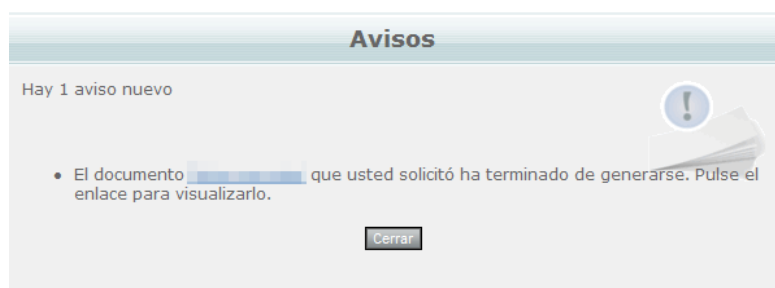 Avisos
Hay 1 aviso nuevo
• El documento que usted solicitó ha terminado de generarse. Pulse el
enlace para visualizarlo.
Cerrar